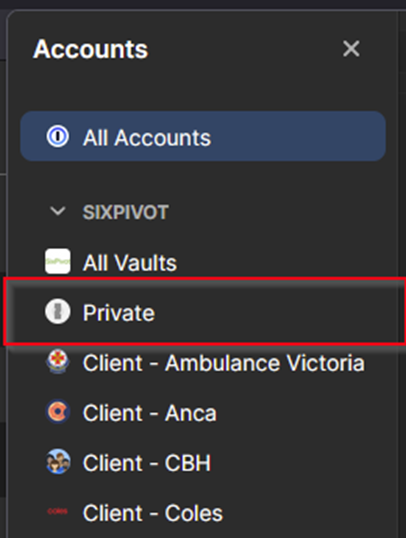 Accounts
All Accounts
SIXPIVOT
All Vaults
Private
Client - Ambulance Victoria
Client - Anca
Client - CBH
Client - Coles